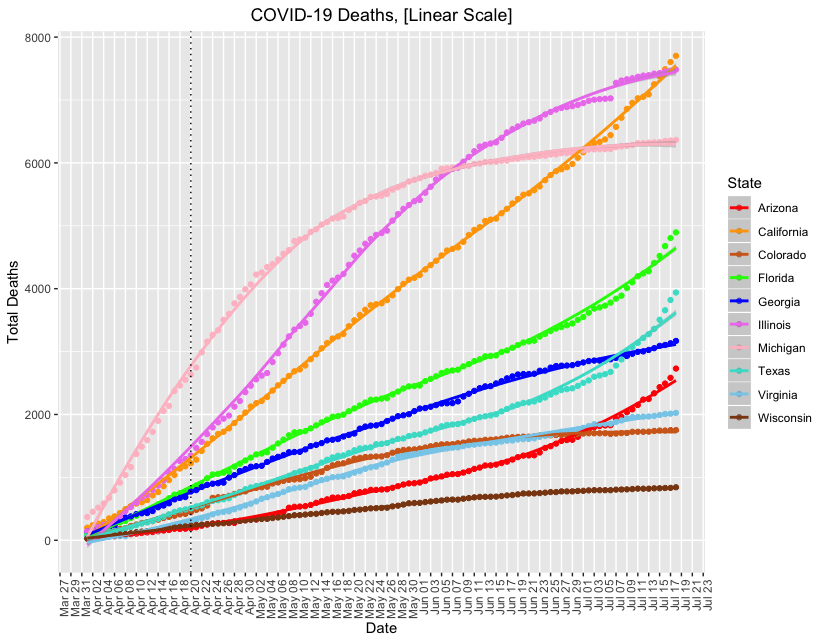 COVID-19 Deaths, [Linear Scale]
8000
6000
4000
2000
0
Total Deaths
Mar 27
Mar 29
Mar 31
Apr 02
Apr 04
Apr 06
Apr 08
Apr 10
Apr 12
Apr 14
Apr 16
Apr 18
Apr 20
Apr 22
Apr 24
Apr 26
Apr 28
Apr 30
May 02
May 04
May 06
May 08
May 10
May 12
May 14
May 16
May 18
May 20
May 22
May 24
May 26
May 28
May 30
Jun 01
Jun 03
Jun 05
Jun 07
Jun 09
Jun 11
Jun 13
Jun 15
Jun 17
Jun 19
Jun 21
Jun 23
Jun 25
Jun 27
Jun 29
Jul 01
Jul 03
Jul 05
Jul 07
Jul 09
Jul 11
Jul 13
Jul 15
Jul 17
Jul 19
Jul 21
Jul 23
Date
State
Arizona
California
Colorado
Florida
Georgia
Illinois
Michigan
Texas
Virginia
Wisconsin